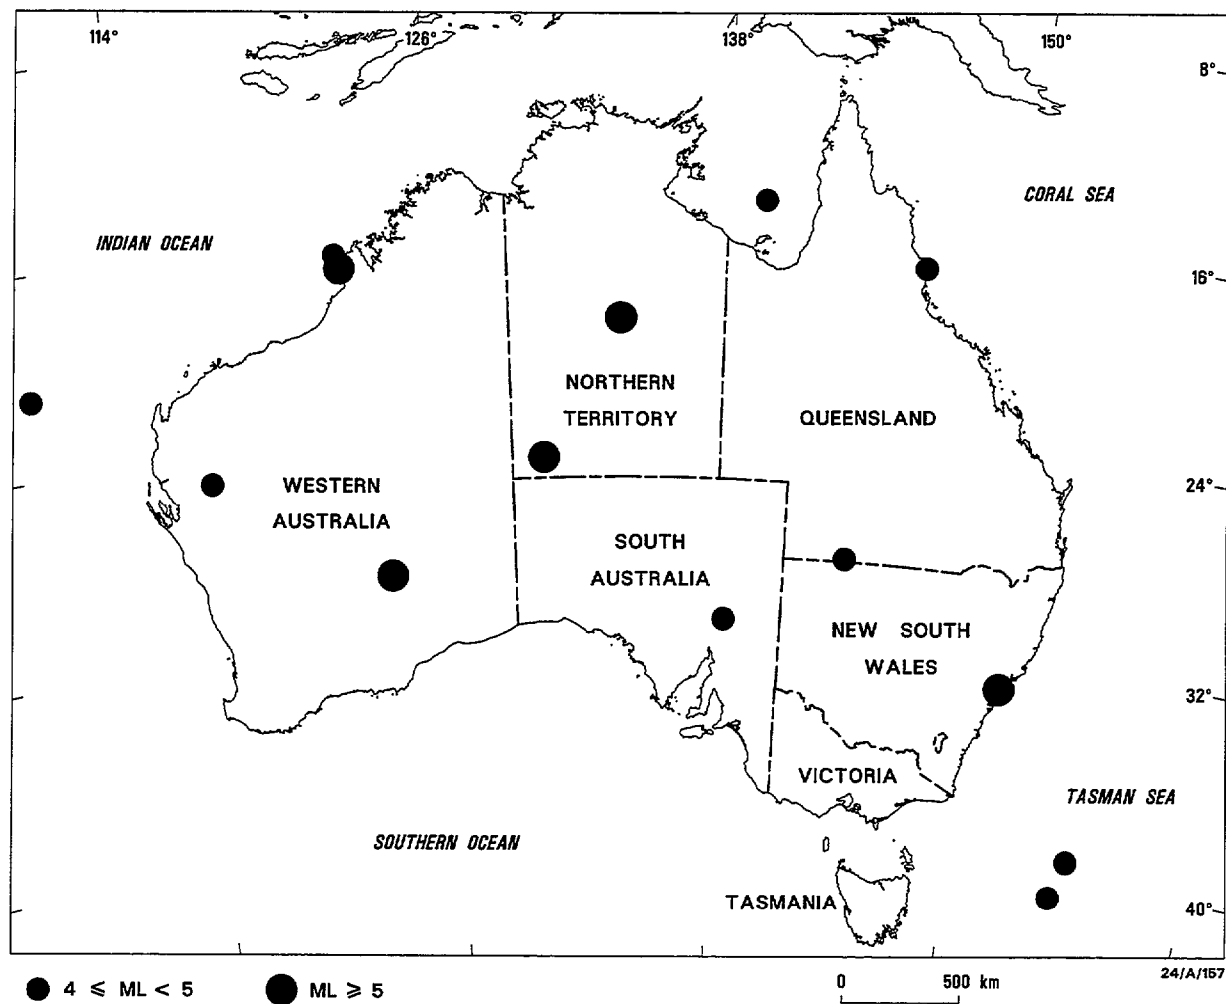 114° 126° 138° 150°
8°
CORAL SEA
INDIAN OCEAN
16°
NORTHERN
TERRITORY
QUEENSLAND
WESTERN
AUSTRALIA
24°
SOUTH
AUSTRALIA
NEW SOUTH
WALES
32°
VICTORIA
TASMAN SEA
SOUTHERN OCEAN
TASMANIA
40°
24/A/157
4 ⩽ ML < 5 ML ⩾ 5
0 500 km